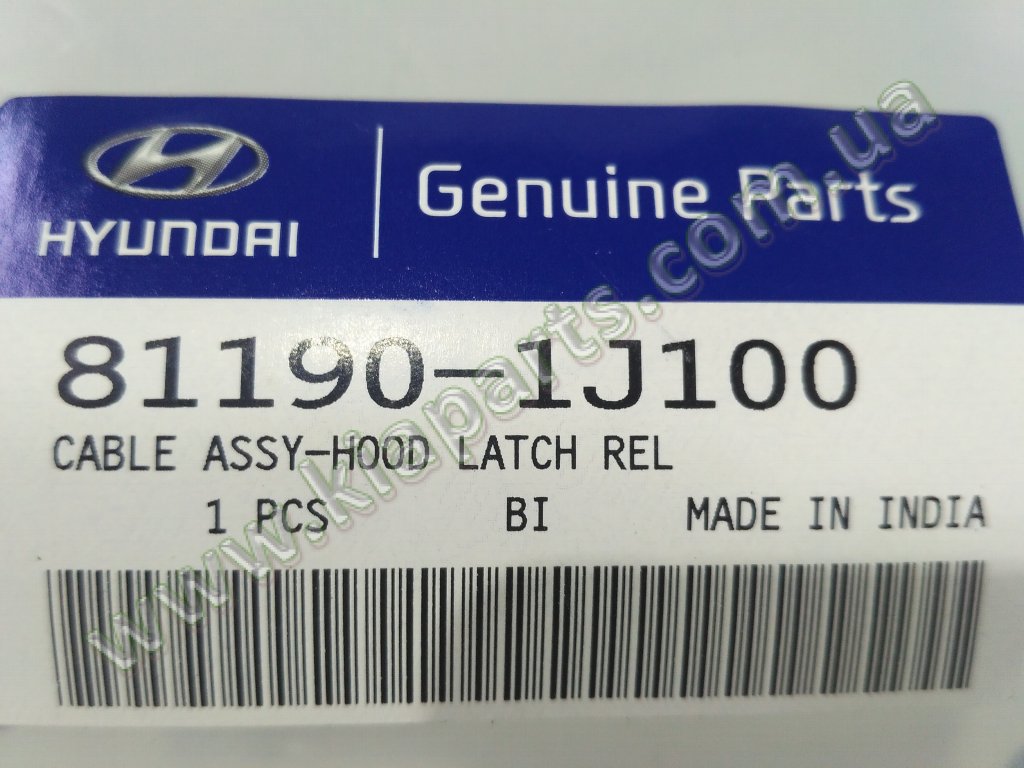 HYUNDAI
Genuine Parts
81190-1J100
CABLE ASSY-HOOD LATCH REL
1 PCS BI MADE IN INDIA
www.kiaparts.com.ua